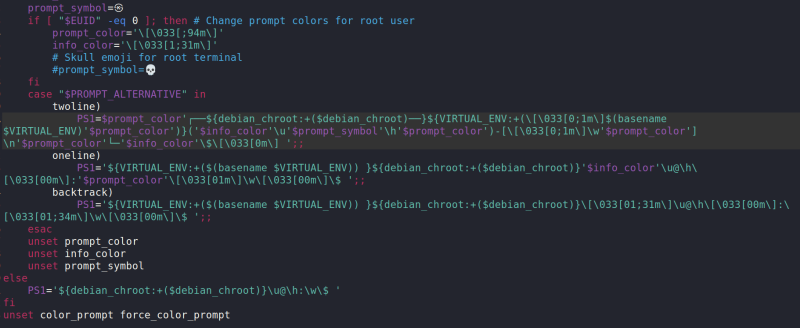 prompt_symbol=㉿
if [ "$EUID" -eq 0 ]; then # Change prompt colors for root user
prompt_color='\[\033[;94m\]'
info_color='\[\033[1;31m\]'
# Skull emoji for root terminal
#prompt_symbol=💀
fi
case "$PROMPT_ALTERNATIVE" in
twoline)
PS1=$prompt_color'┌──${debian_chroot:+($debian_chroot)──}${VIRTUAL_ENV:+(\[\033[0;1m\]$(basename
$VIRTUAL_ENV)'$prompt_color')}('$info_color'\u'$prompt_symbol'\h'$prompt_color')-[\[\033[0;1m\]\w'$prompt_color']
\n'$prompt_color'└─'$info_color'\$\[\033[0m\] ';;
oneline)
PS1='${VIRTUAL_ENV:+($(basename $VIRTUAL_ENV)) }${debian_chroot:+($debian_chroot)}'$info_color'\u@\h\
[\033[00m\]:'$prompt_color'\[\033[01m\]\w\[\033[00m\]\$ ';;
backtrack)
PS1='${VIRTUAL_ENV:+($(basename $VIRTUAL_ENV)) }${debian_chroot:+($debian_chroot)}\[\033[01;31m\]\u@\h\[\033[00m\]:\
[\033[01;34m\]\w\[\033[00m\]\$ ';;
esac
unset prompt_color
unset info_color
unset prompt_symbol
else
PS1='${debian_chroot:+($debian_chroot)}\u@\h:\w\$ '
fi
unset color_prompt force_color_prompt